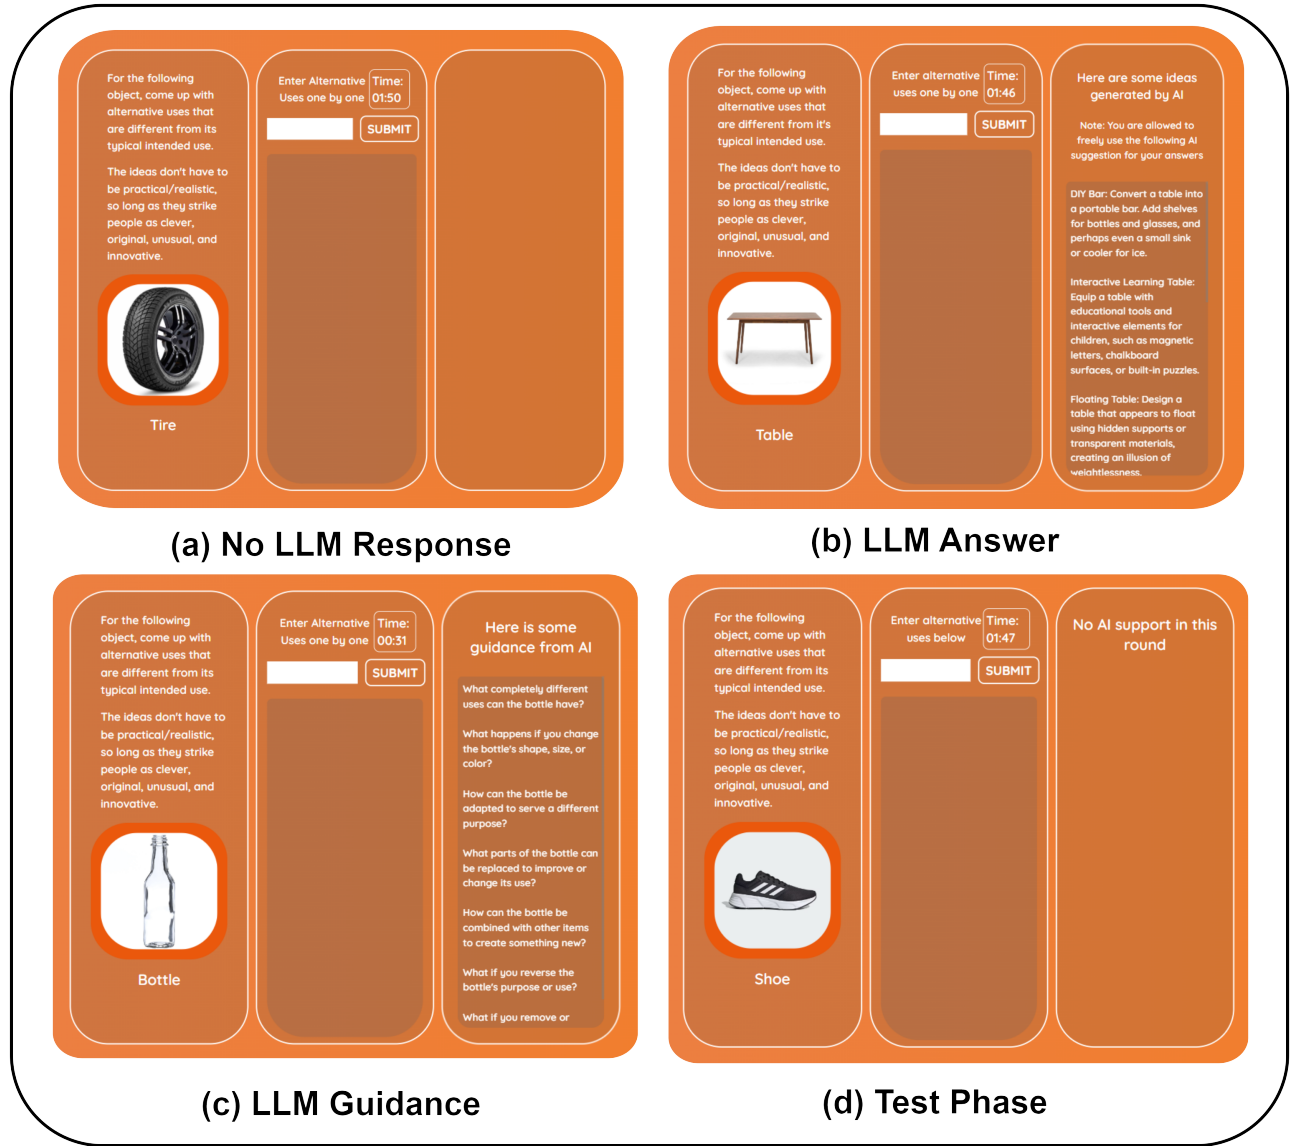 For the following
object, come up with
alternative uses that
are different from its
typical intended use.
The ideas don't have to
be practical/realistic,
so long as they strike
people as clever,
original, unusual, and
innovative.
Tire
Enter Alternative
Uses one by one
Time:
01:50
SUBMIT
(a) No LLM Response
For the following
object, come up with
alternative uses that
are different from it's
typical intended use.
The ideas don't have to
be practical/realistic,
so long as they strike
people as clever,
original, unusual, and
innovative.
Table
Enter alternative
uses one by one
Time:
01:46
SUBMIT
Here are some ideas
generated by AI
Note: You are allowed to
freely use the following AI
suggestion for your answers
DIY Bar: Convert a table into
a portable bar. Add shelves
for bottles and glasses, and
perhaps even a small sink
or cooler for ice.
Interactive Learning Table:
Equip a table with
educational tools and
interactive elements for
children, such as magnetic
letters, chalkboard
surfaces, or built-in puzzles.
Floating Table: Design a
table that appears to float
using hidden supports or
transparent materials,
creating an illusion of
weightlessness.
(b) LLM Answer
For the following
object, come up with
alternative uses that
are different from its
typical intended use.
The ideas don't have to
be practical/realistic,
so long as they strike
people as clever,
original, unusual, and
innovative.
Bottle
Enter Alternative
Uses one by one
Time:
00:31
SUBMIT
Here is some
guidance from AI
What completely different
uses can the bottle have?
What happens if you change
the bottle's shape, size, or
color?
How can the bottle be
adapted to serve a different
purpose?
What parts of the bottle can
be replaced to improve or
change its use?
How can the bottle be
combined with other items
to create something new?
What if you reverse the
bottle's purpose or use?
What if you remove or
(c) LLM Guidance
For the following
object, come up with
alternative uses that
are different from its
typical intended use.
The ideas don't have to
be practical/realistic,
so long as they strike
people as clever,
original, unusual, and
innovative.
Shoe
Enter alternative
uses below
Time:
01:47
SUBMIT
No AI support in this
round
(d) Test Phase